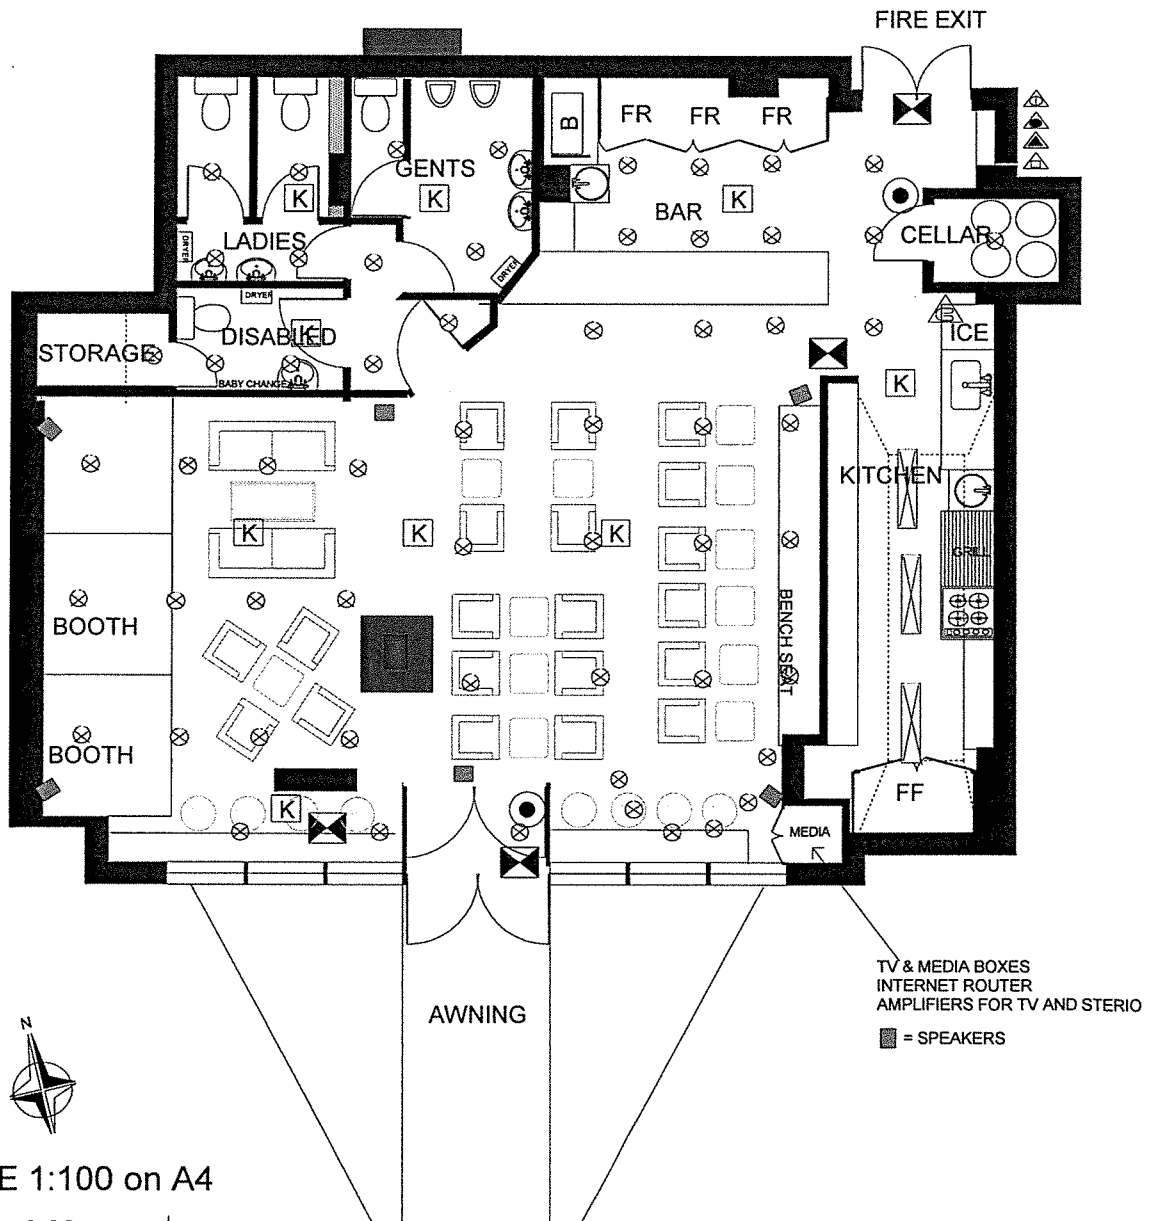 FIRE EXIT
B
FR
FR
FR
GENTS
K
K
K
BAR
LADIES
CELLAR
DRYER
DRYER
DRYER
ICE
STORAGE
DISABLED
K
BABY CHANGE
K
KITCHEN
K
K
K
GRILL
BENCH SEAT
BOOTH
BOOTH
FF
K
MEDIA
TV & MEDIA BOXES
INTERNET ROUTER
AMPLIFIERS FOR TV AND STERIO
= SPEAKERS
AWNING
N
E 1:100 on A4